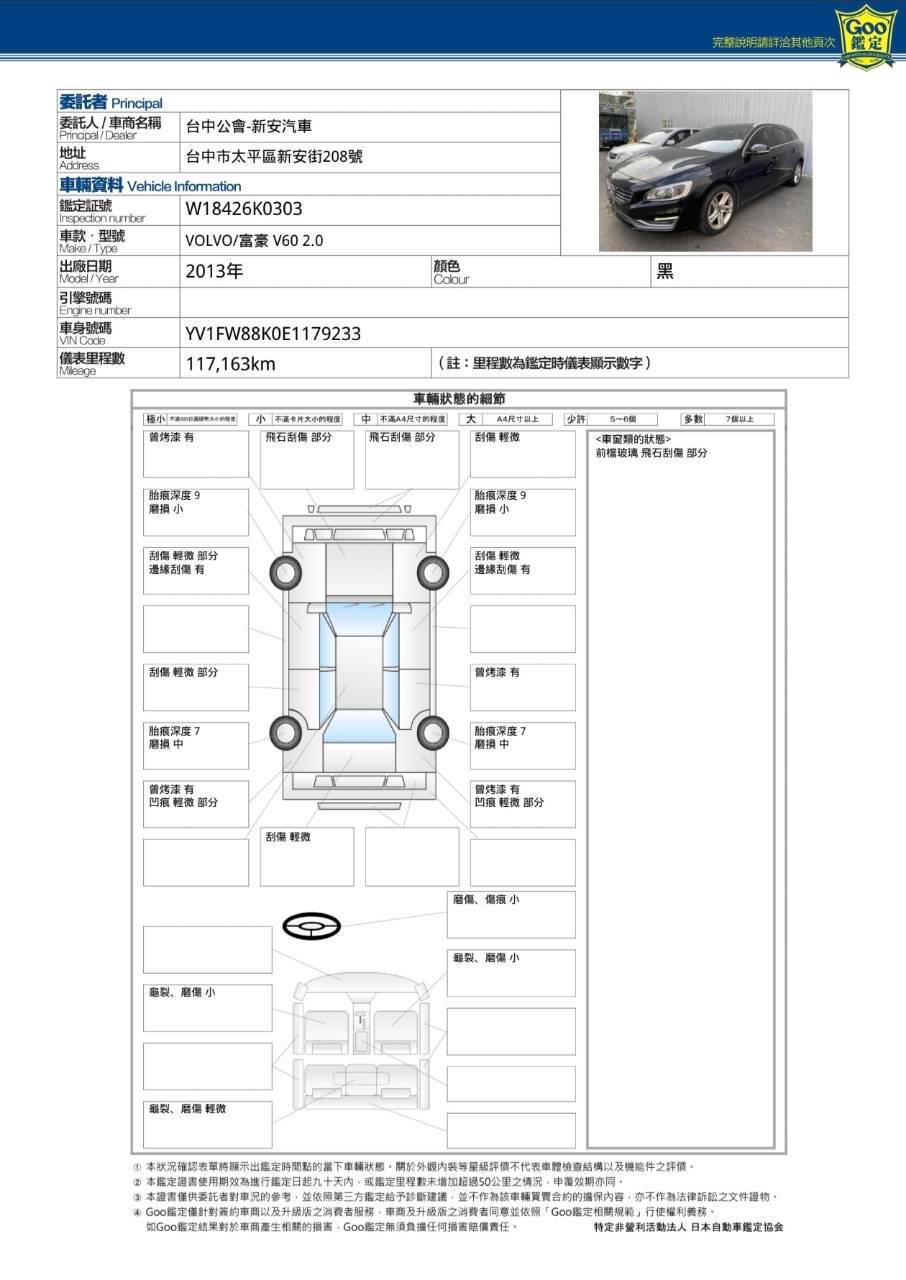 完整說明請詳洽其他頁次
Goo
鑑定
委託者 Principal
委託人 / 車商名稱
Principal / Dealer
台中公會-新安汽車
地址
Address
台中市太平區新安街208號
車輛資料 Vehicle Information
鑑定証號
Inspection number
W18426K0303
車款．型號
Make / Type
VOLVO/富豪 V60 2.0
出廠日期
Model / Year
2013年
顏色
Colour
黑
引擎號碼
Engine number
車身號碼
VIN Code
YV1FW88K0E1179233
儀表里程數
Mileage
117,163km
（註：里程數為鑑定時儀表顯示數字）
車輛狀態的細節
極小 不滿50日圓硬幣大小的程度 小 不滿卡片大小的程度 中 不滿A4尺寸的程度 大 A4尺寸以上 少許 5～6個 多數 7個以上
曾烤漆 有
飛石刮傷 部分
飛石刮傷 部分
刮傷 輕微
<車窗類的狀態>
前檔玻璃 飛石刮傷 部分
胎痕深度 9
磨損 小
胎痕深度 9
磨損 小
刮傷 輕微 部分
邊緣刮傷 有
刮傷 輕微
邊緣刮傷 有
刮傷 輕微 部分
曾烤漆 有
胎痕深度 7
磨損 中
胎痕深度 7
磨損 中
曾烤漆 有
凹痕 輕微 部分
曾烤漆 有
凹痕 輕微 部分
刮傷 輕微
磨傷、傷痕 小
龜裂、磨傷 小
龜裂、磨傷 小
龜裂、磨傷 輕微
① 本狀況確認表單將顯示出鑑定時間點的當下車輛狀態。關於外觀內裝等星級評價不代表車體檢查結構以及機能件之評價。
② 本鑑定證書使用期效為進行鑑定日起九十天內，或鑑定里程數未增加超過50公里之情況，申覆效期亦同。
③ 本證書僅供委託者對車況的參考，並依照第三方鑑定給予診斷建議，並不作為該車輛買賣合約的擔保內容，亦不作為法律訴訟之文件證物。
④ Goo鑑定僅針對簽約車商以及升級版之消費者服務，車商及升級版之消費者同意並依照「Goo鑑定相關規範」行使權利義務。
如Goo鑑定結果對於車商產生相關的損害，Goo鑑定無須負擔任何損害賠償責任。
特定非營利活動法人 日本自動車鑑定協会